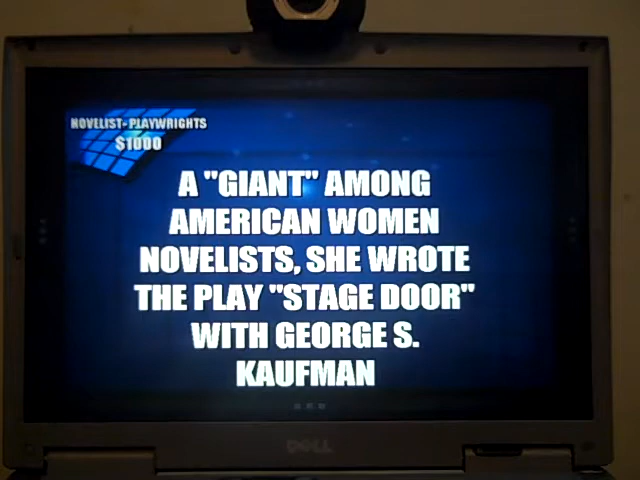 NOVELIST-PLAYWRIGHTS
$1000
A "GIANT" AMONG
AMERICAN WOMEN
NOVELISTS, SHE WROTE
THE PLAY "STAGE DOOR"
WITH GEORGE S.
KAUFMAN
DELL